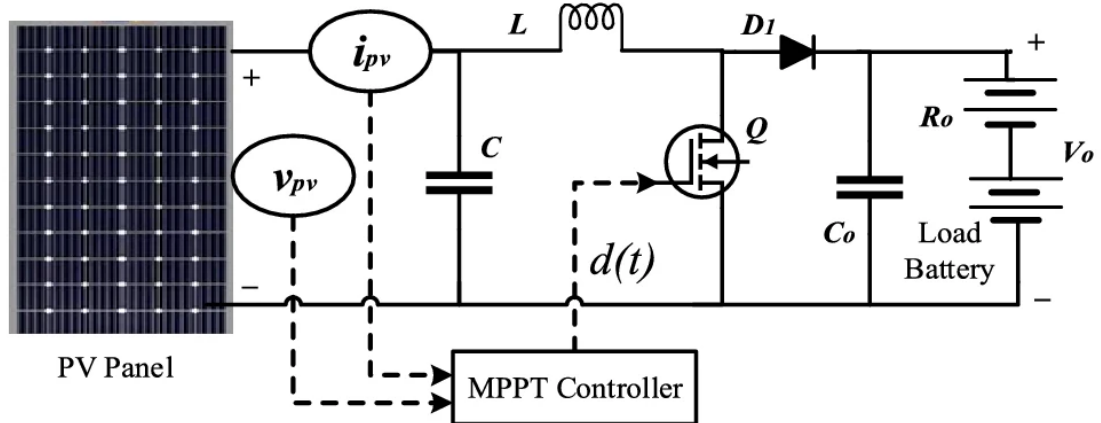 L
D1
+
ipv
+
Ro
Q
C
Vo
vpv
Co
Load
Battery
d(t)
−
−
PV Panel
MPPT Controller